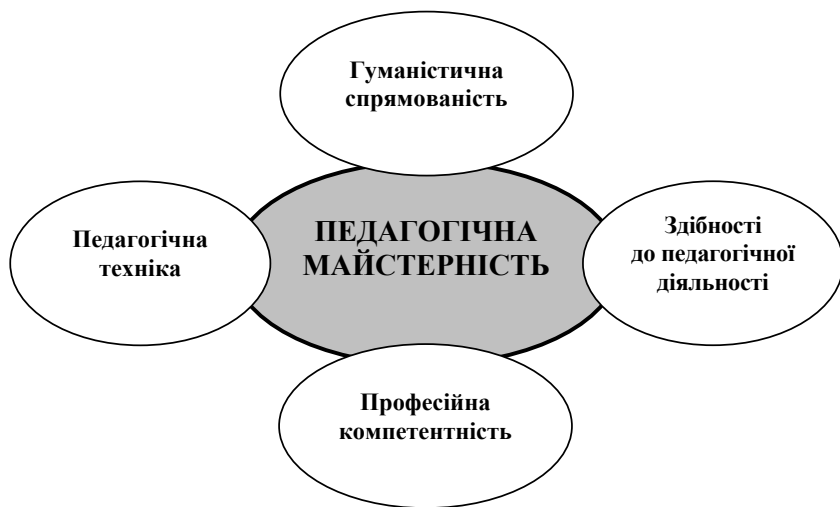 Гуманістична
спрямованість
Педагогічна
техніка
ПЕДАГОГІЧНА
МАЙСТЕРНІСТЬ
Здібності
до педагогічної
діяльності
Професійна
компетентність